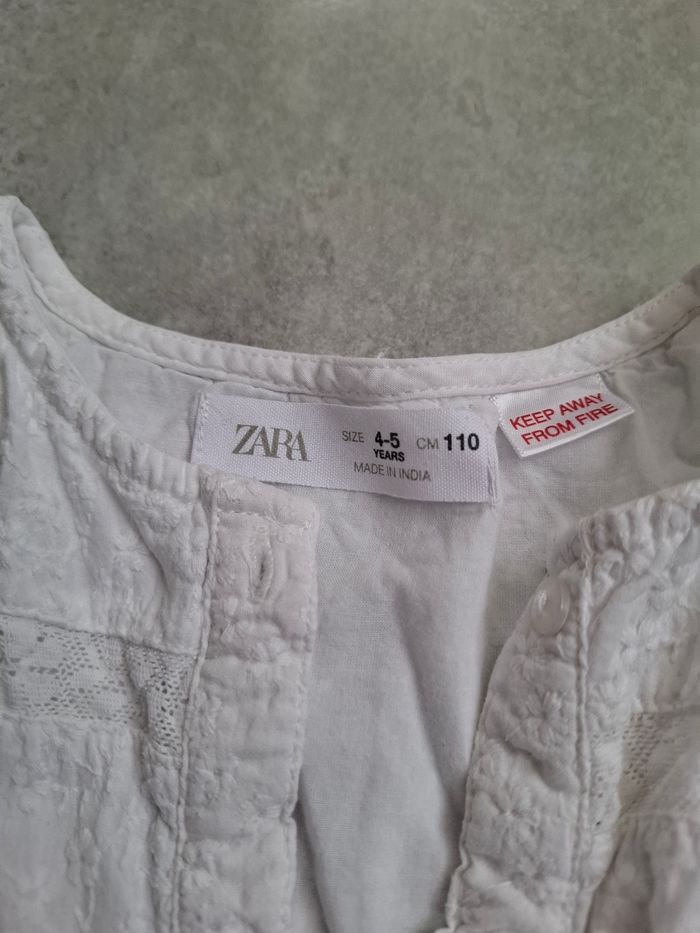 ZARA
SIZE 4-5 CM 110
YEARS
MADE IN INDIA
KEEP AWAY
FROM FIRE